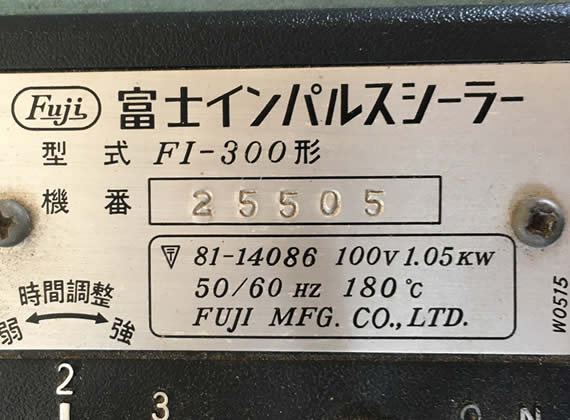 Fuji 富士インパルスシーラー
型式 FI-300形
機番 25505
〒 81-14086 100V 1.05KW
50/60 HZ 180℃
FUJI MFG. CO., LTD.
時間調整
弱 強
W0515
2
3
N